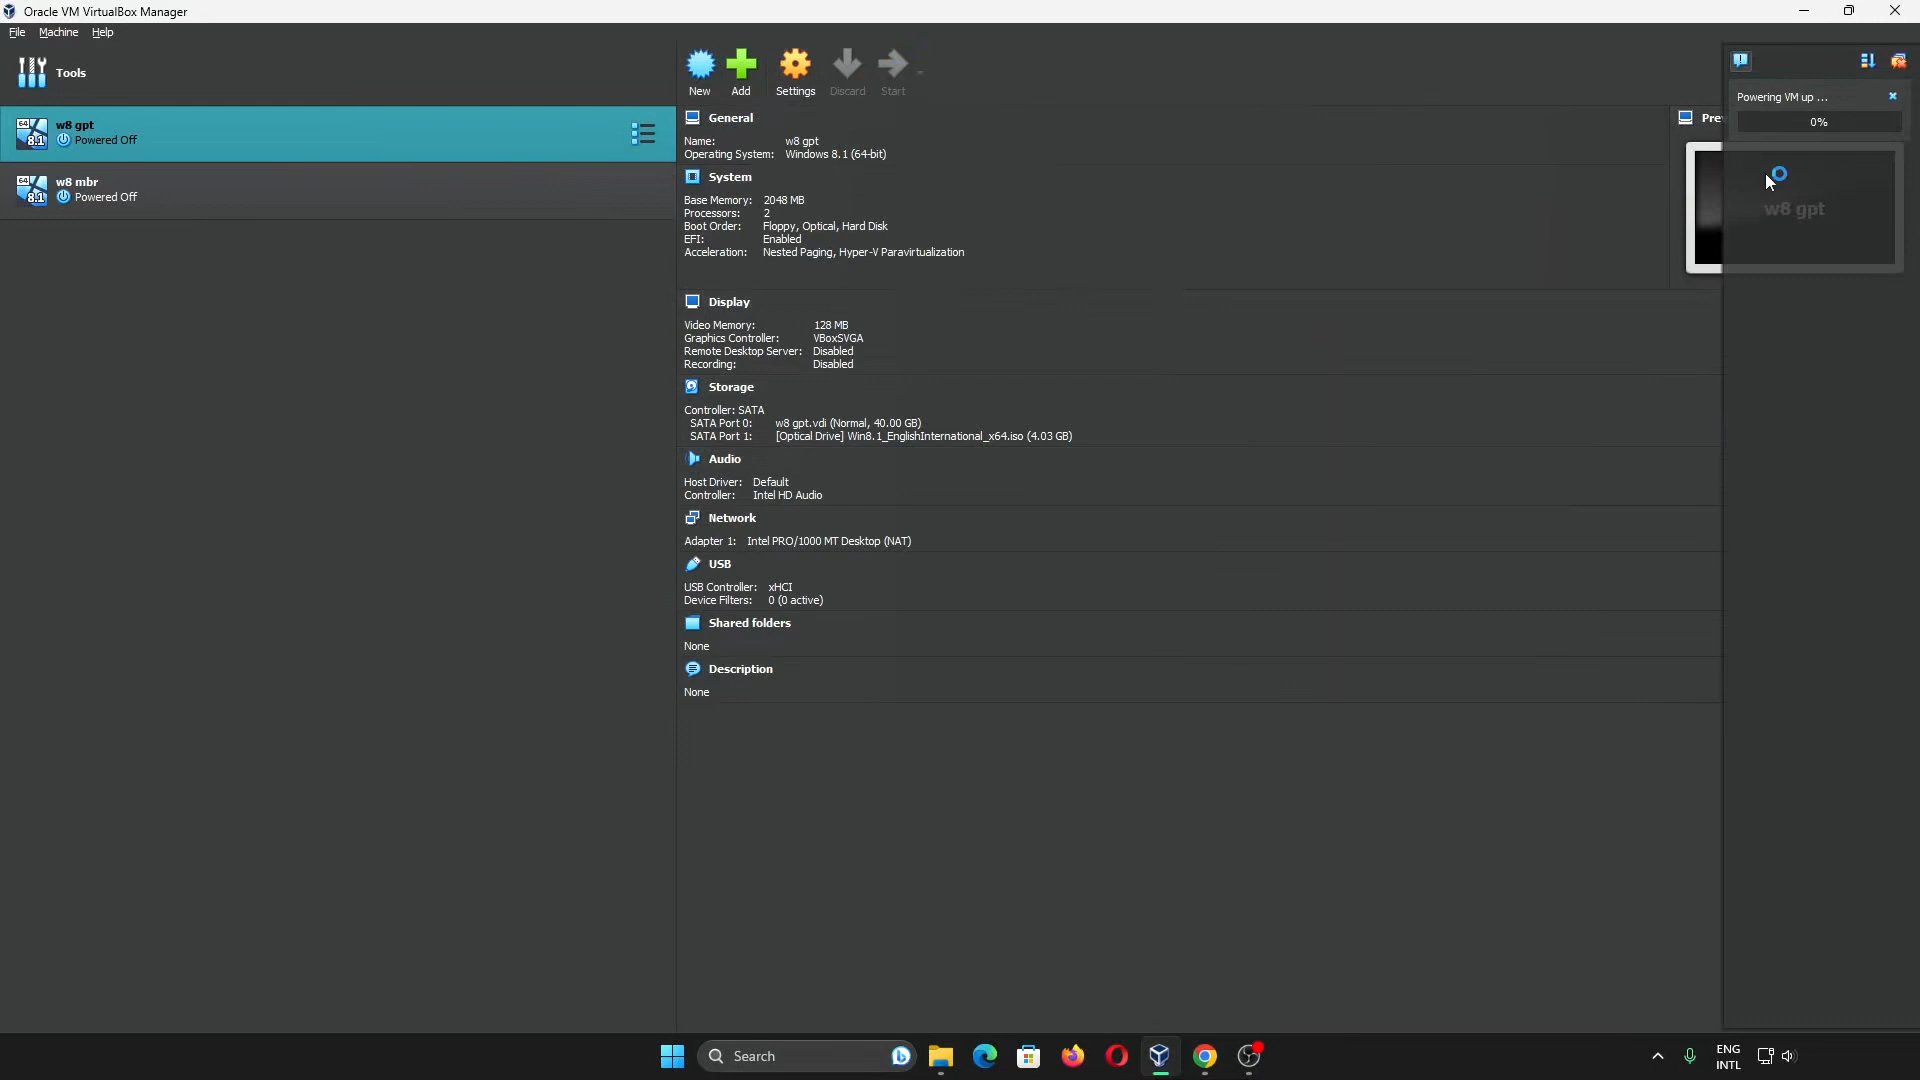 Oracle VM VirtualBox Manager
File Machine Help
Tools
New Add Settings Discard Start
64
8.1
w8 gpt
Powered Off
64
8.1
w8 mbr
Powered Off
General
Name: w8 gpt
Operating System: Windows 8.1 (64-bit)
System
Base Memory: 2048 MB
Processors: 2
Boot Order: Floppy, Optical, Hard Disk
EFI: Enabled
Acceleration: Nested Paging, Hyper-V Paravirtualization
Display
Video Memory: 128 MB
Graphics Controller: VBoxSVGA
Remote Desktop Server: Disabled
Recording: Disabled
Storage
Controller: SATA
SATA Port 0: w8 gpt.vdi (Normal, 40.00 GB)
SATA Port 1: [Optical Drive] Win8.1_EnglishInternational_x64.iso (4.03 GB)
Audio
Host Driver: Default
Controller: Intel HD Audio
Network
Adapter 1: Intel PRO/1000 MT Desktop (NAT)
USB
USB Controller: xHCI
Device Filters: 0 (0 active)
Shared folders
None
Description
None
Pre
Powering VM up ...
0%
w8 gpt
Search
ENG
INTL